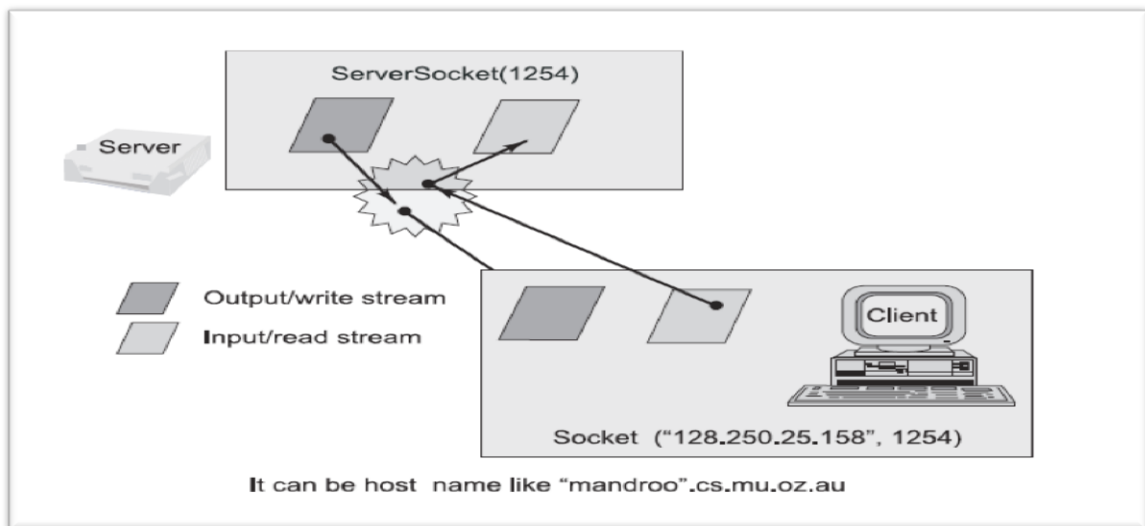 ServerSocket(1254)
Server
Output/write stream
Input/read stream
Client
Socket (“128.250.25.158”, 1254)
It can be host name like “mandroo”.cs.mu.oz.au